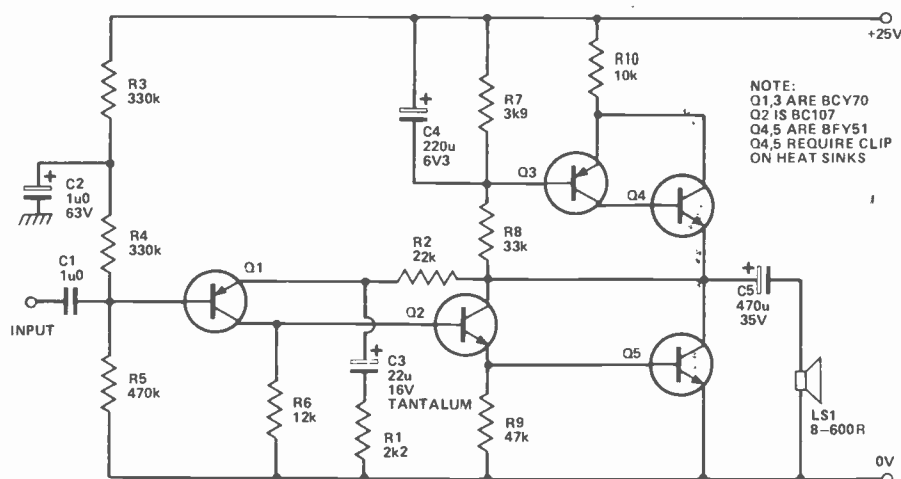 +25V
R3
330k
C2
1u0
63V
R4
330k
C1
1u0
INPUT
R5
470k
Q1
R6
12k
R2
22k
C3
22u
16V
TANTALUM
R1
2k2
C4
220u
6V3
R7
3k9
R8
33k
Q2
R9
47k
R10
10k
Q3
Q4
Q5
C5
470u
35V
LS1
8-600R
0V
NOTE:
Q1,3 ARE BCY70
Q2 IS BC107
Q4,5 ARE BFY51
Q4,5 REQUIRE CLIP
ON HEAT SINKS